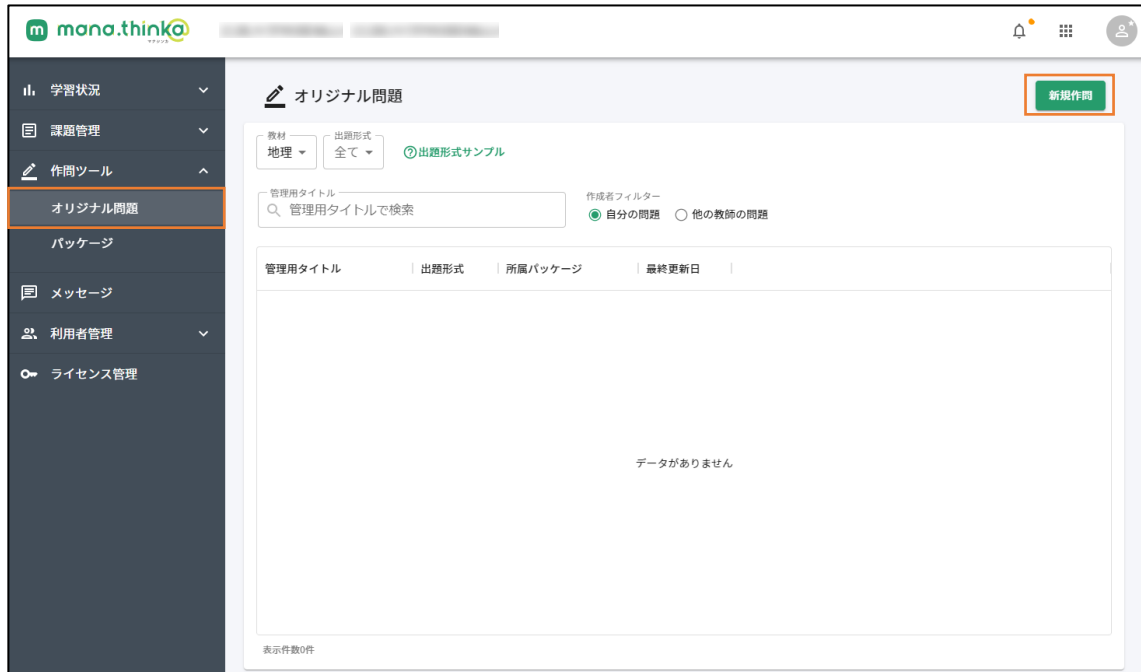 mana.thinka
マナシンカ
学習状況
課題管理
作問ツール
オリジナル問題
パッケージ
メッセージ
利用者管理
ライセンス管理
オリジナル問題
新規作問
教材
地理
出題形式
全て
出題形式サンプル
管理用タイトル
管理用タイトルで検索
作成者フィルター
自分の問題 他の教師の問題
管理用タイトル 出題形式 所属パッケージ 最終更新日
データがありません
表示件数0件